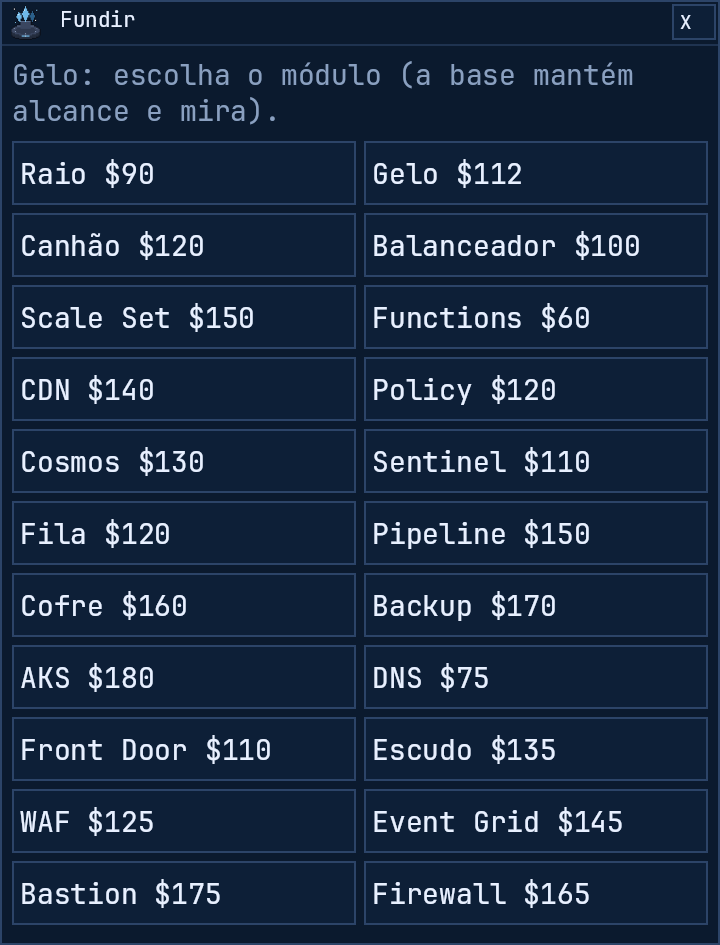 Fundir
X
Gelo: escolha o módulo (a base mantém
alcance e mira).
Raio $90
Gelo $112
Canhão $120
Balanceador $100
Scale Set $150
Functions $60
CDN $140
Policy $120
Cosmos $130
Sentinel $110
Fila $120
Pipeline $150
Cofre $160
Backup $170
AKS $180
DNS $75
Front Door $110
Escudo $135
WAF $125
Event Grid $145
Bastion $175
Firewall $165